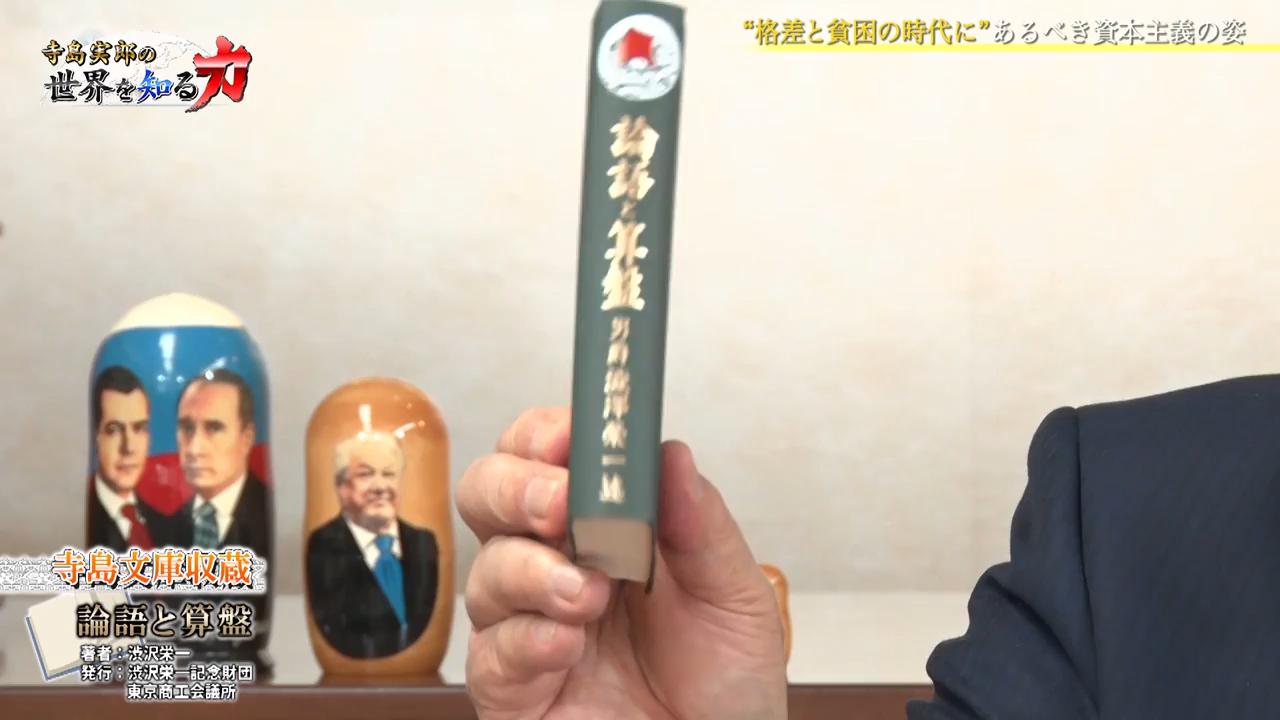 寺島実郎の
世界を知る力
“格差と貧困の時代に”あるべき資本主義の姿
論語と算盤
男爵 渋澤榮一述
寺島文庫収蔵
論語と算盤
著者:渋沢栄一
発行:渋沢栄一記念財団
東京商工会議所